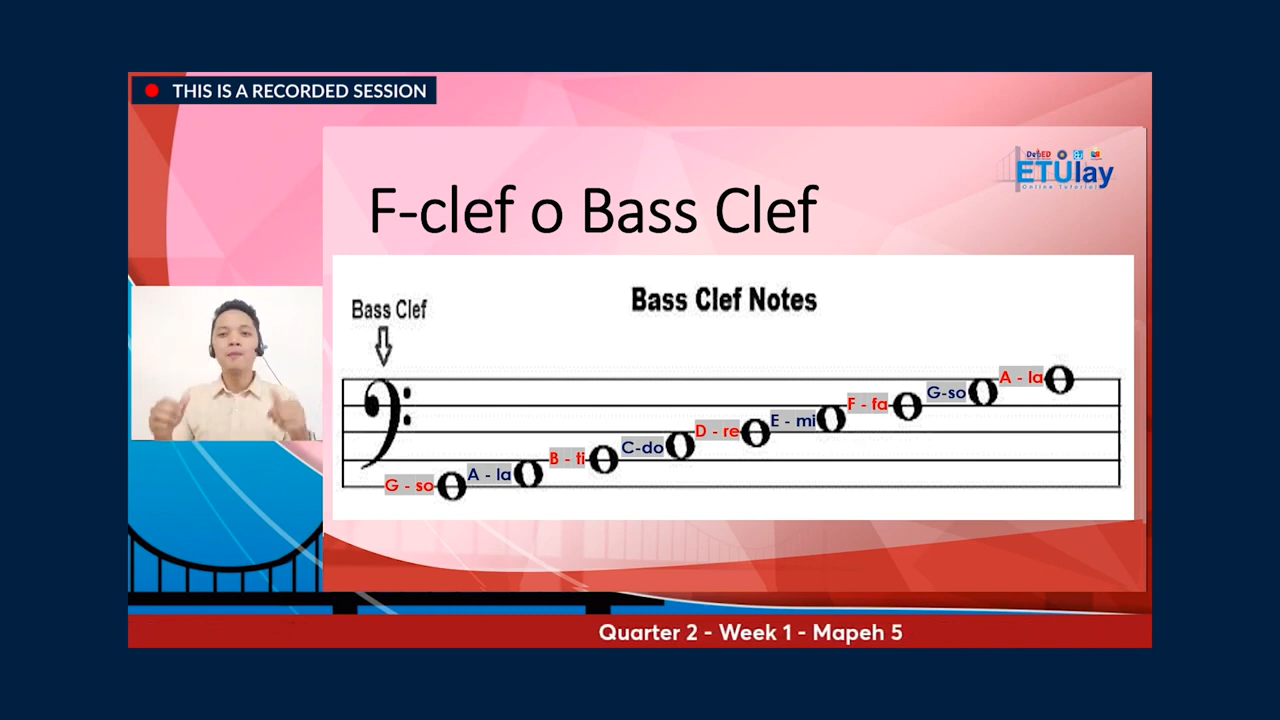 THIS IS A RECORDED SESSION
DepED
ETUlay
Online Tutorial
F-clef o Bass Clef
Bass Clef Notes
Bass Clef
G - so
A - la
B - ti
C-do
D - re
E - mi
F - fa
G-so
A - la
Quarter 2 - Week 1 - Mapeh 5